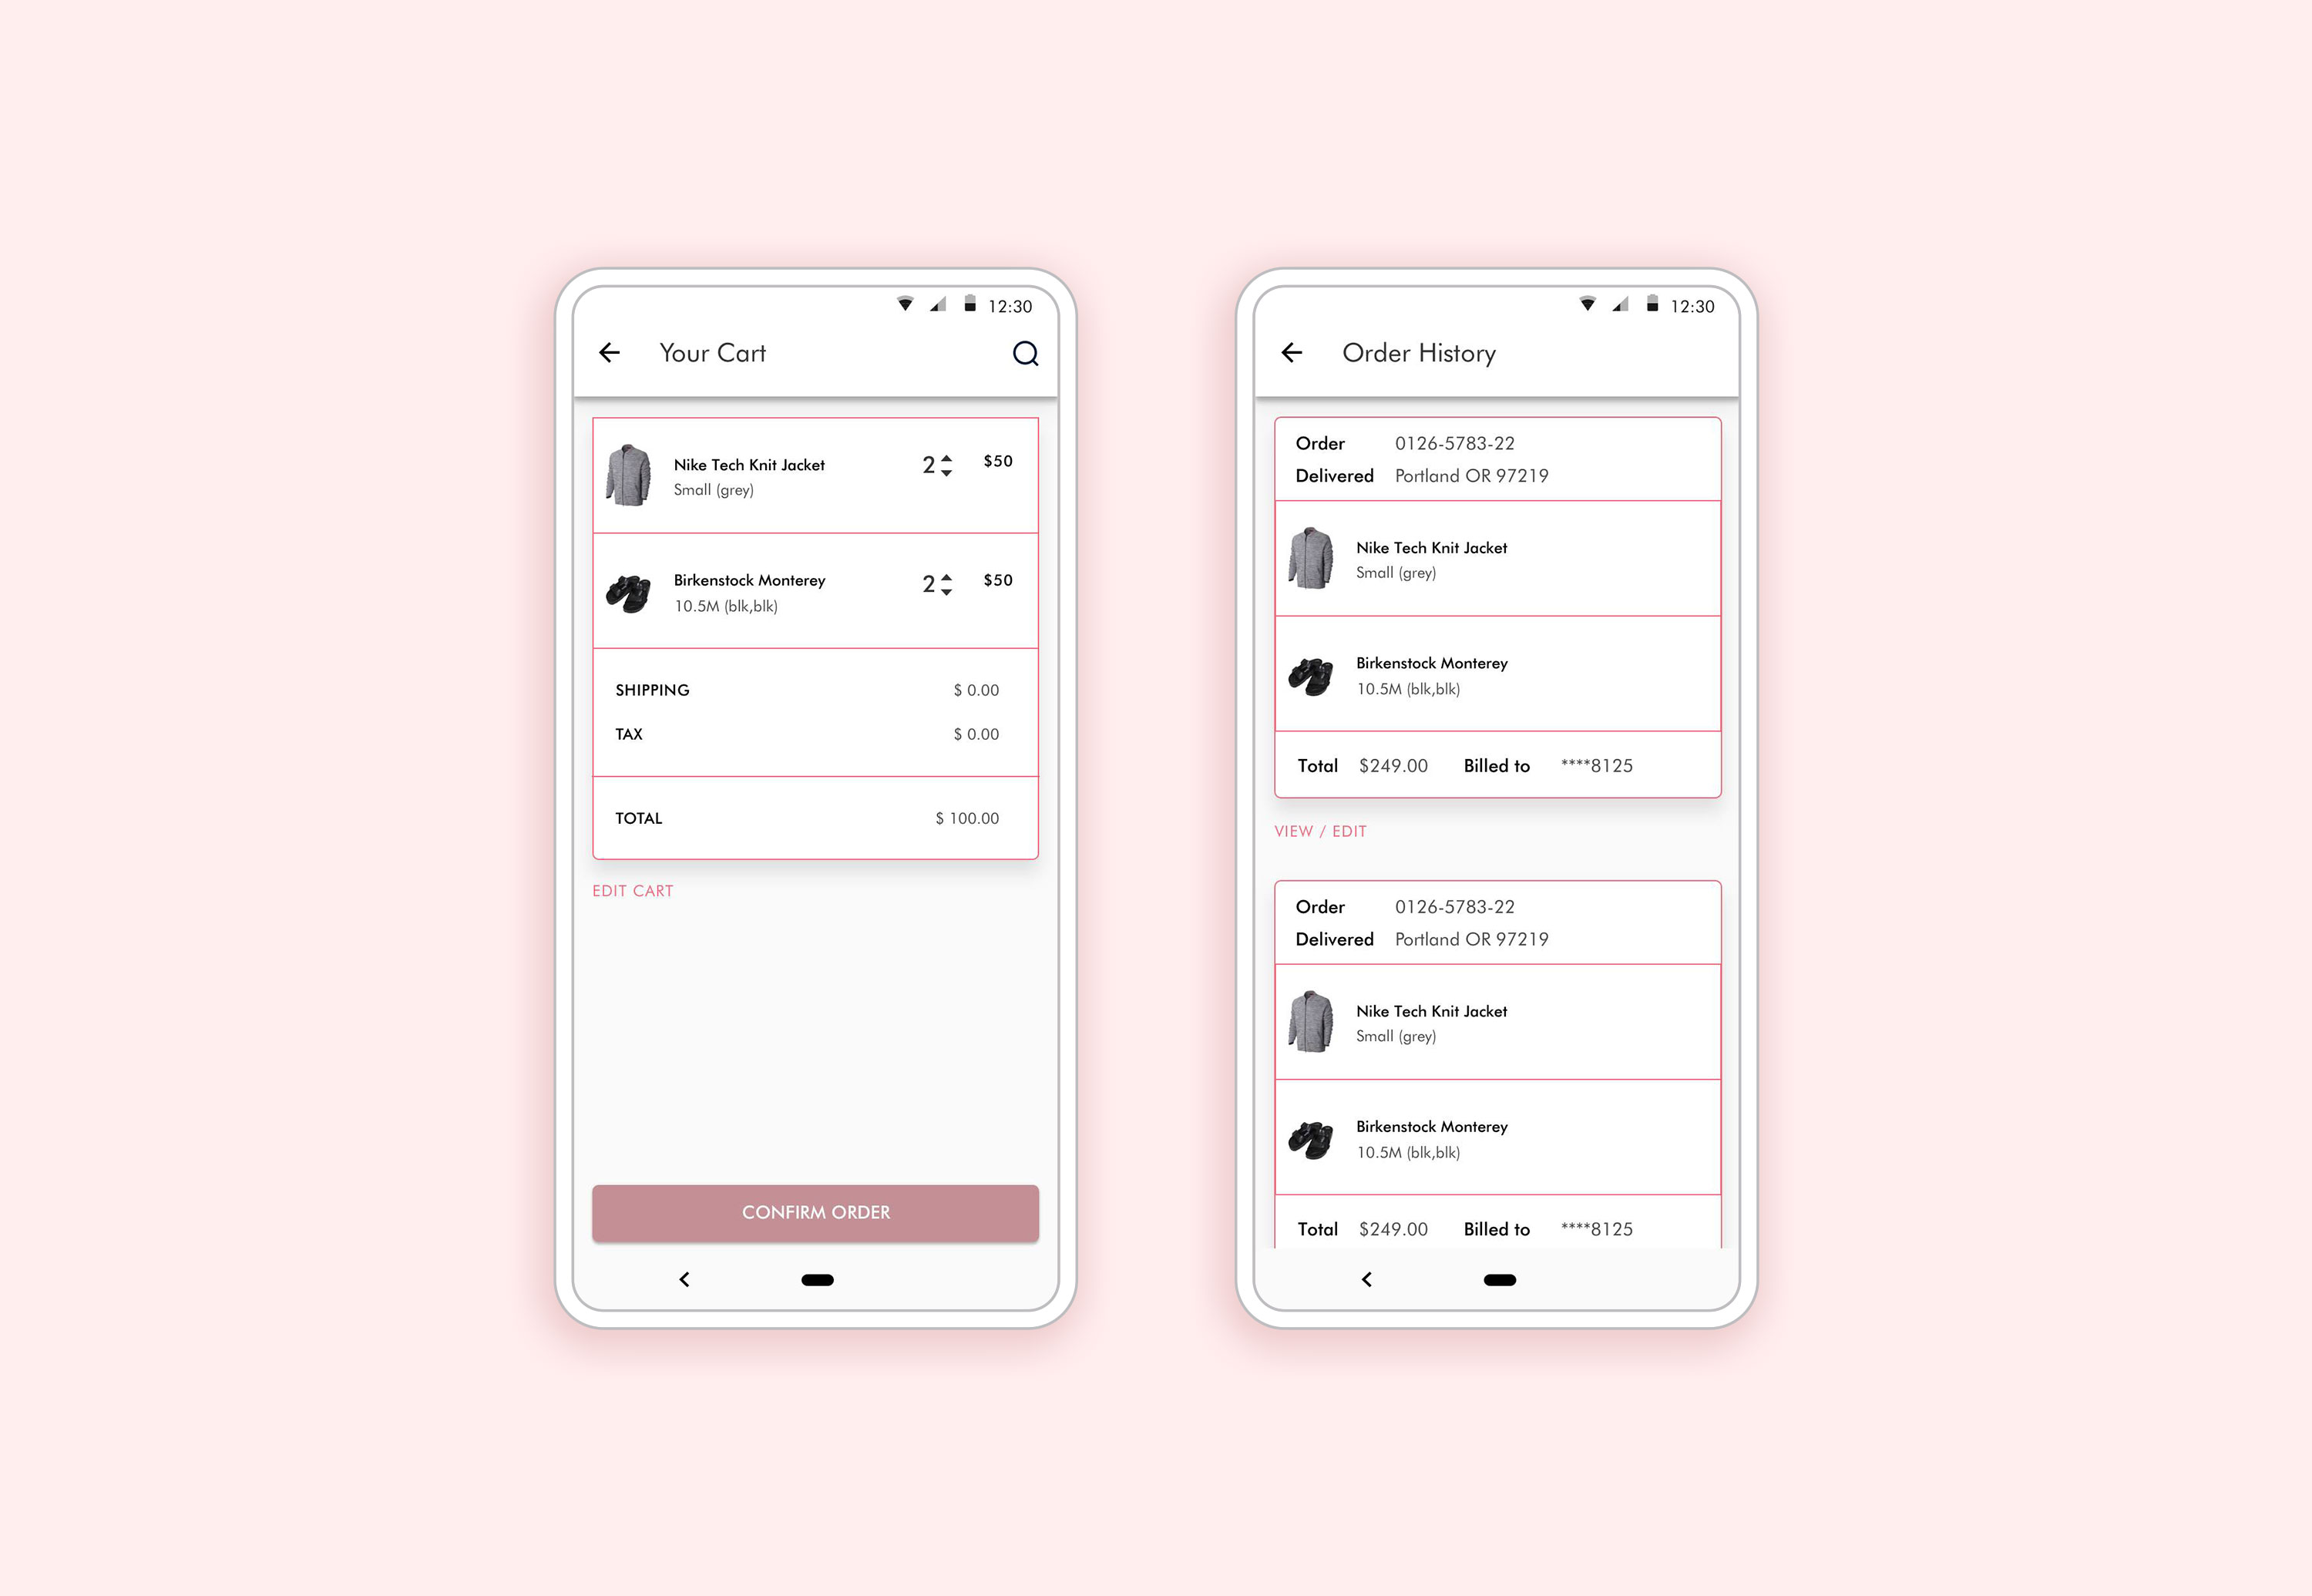 12:30
Your Cart
Nike Tech Knit Jacket 2 $50
Small (grey)
Birkenstock Monterey 2 $50
10.5M (blk,blk)
SHIPPING $ 0.00
TAX $ 0.00
TOTAL $ 100.00
EDIT CART
CONFIRM ORDER
12:30
Order History
Order 0126-5783-22
Delivered Portland OR 97219
Nike Tech Knit Jacket
Small (grey)
Birkenstock Monterey
10.5M (blk,blk)
Total $249.00 Billed to ****8125
VIEW / EDIT
Order 0126-5783-22
Delivered Portland OR 97219
Nike Tech Knit Jacket
Small (grey)
Birkenstock Monterey
10.5M (blk,blk)
Total $249.00 Billed to ****8125